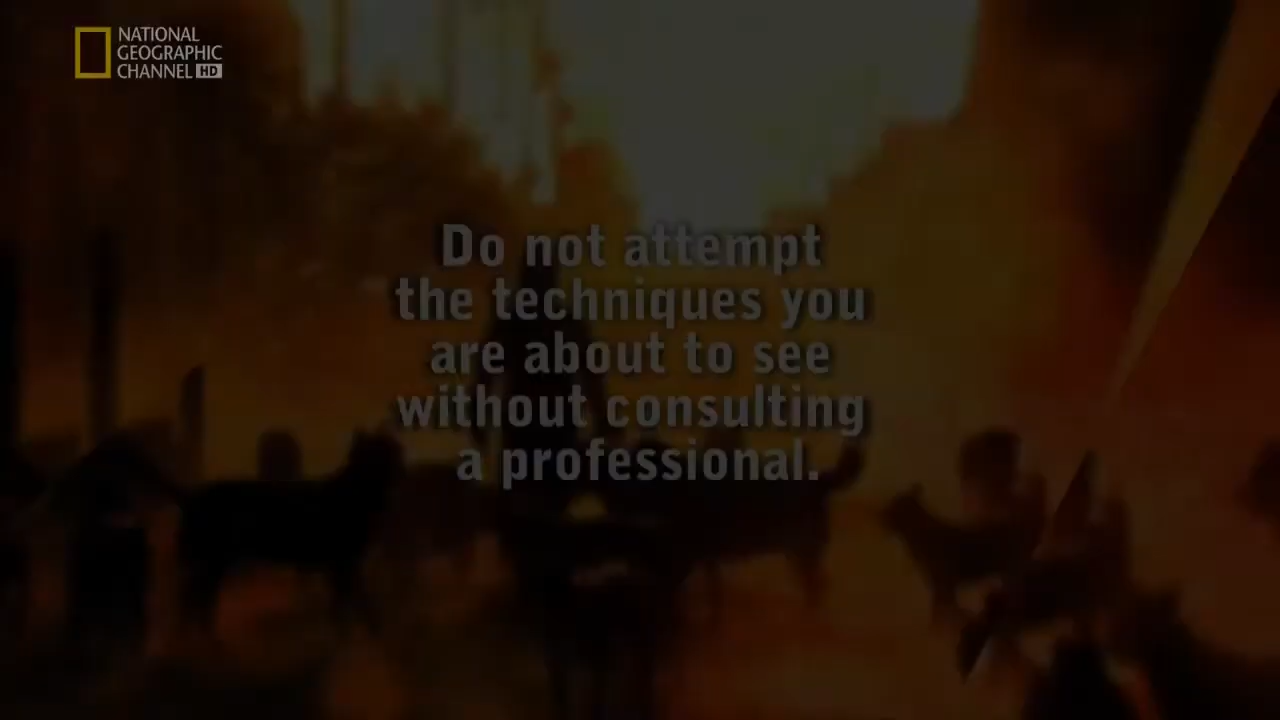 NATIONAL
GEOGRAPHIC
CHANNEL HD
Do not attempt
the techniques you
are about to see
without consulting
a professional.